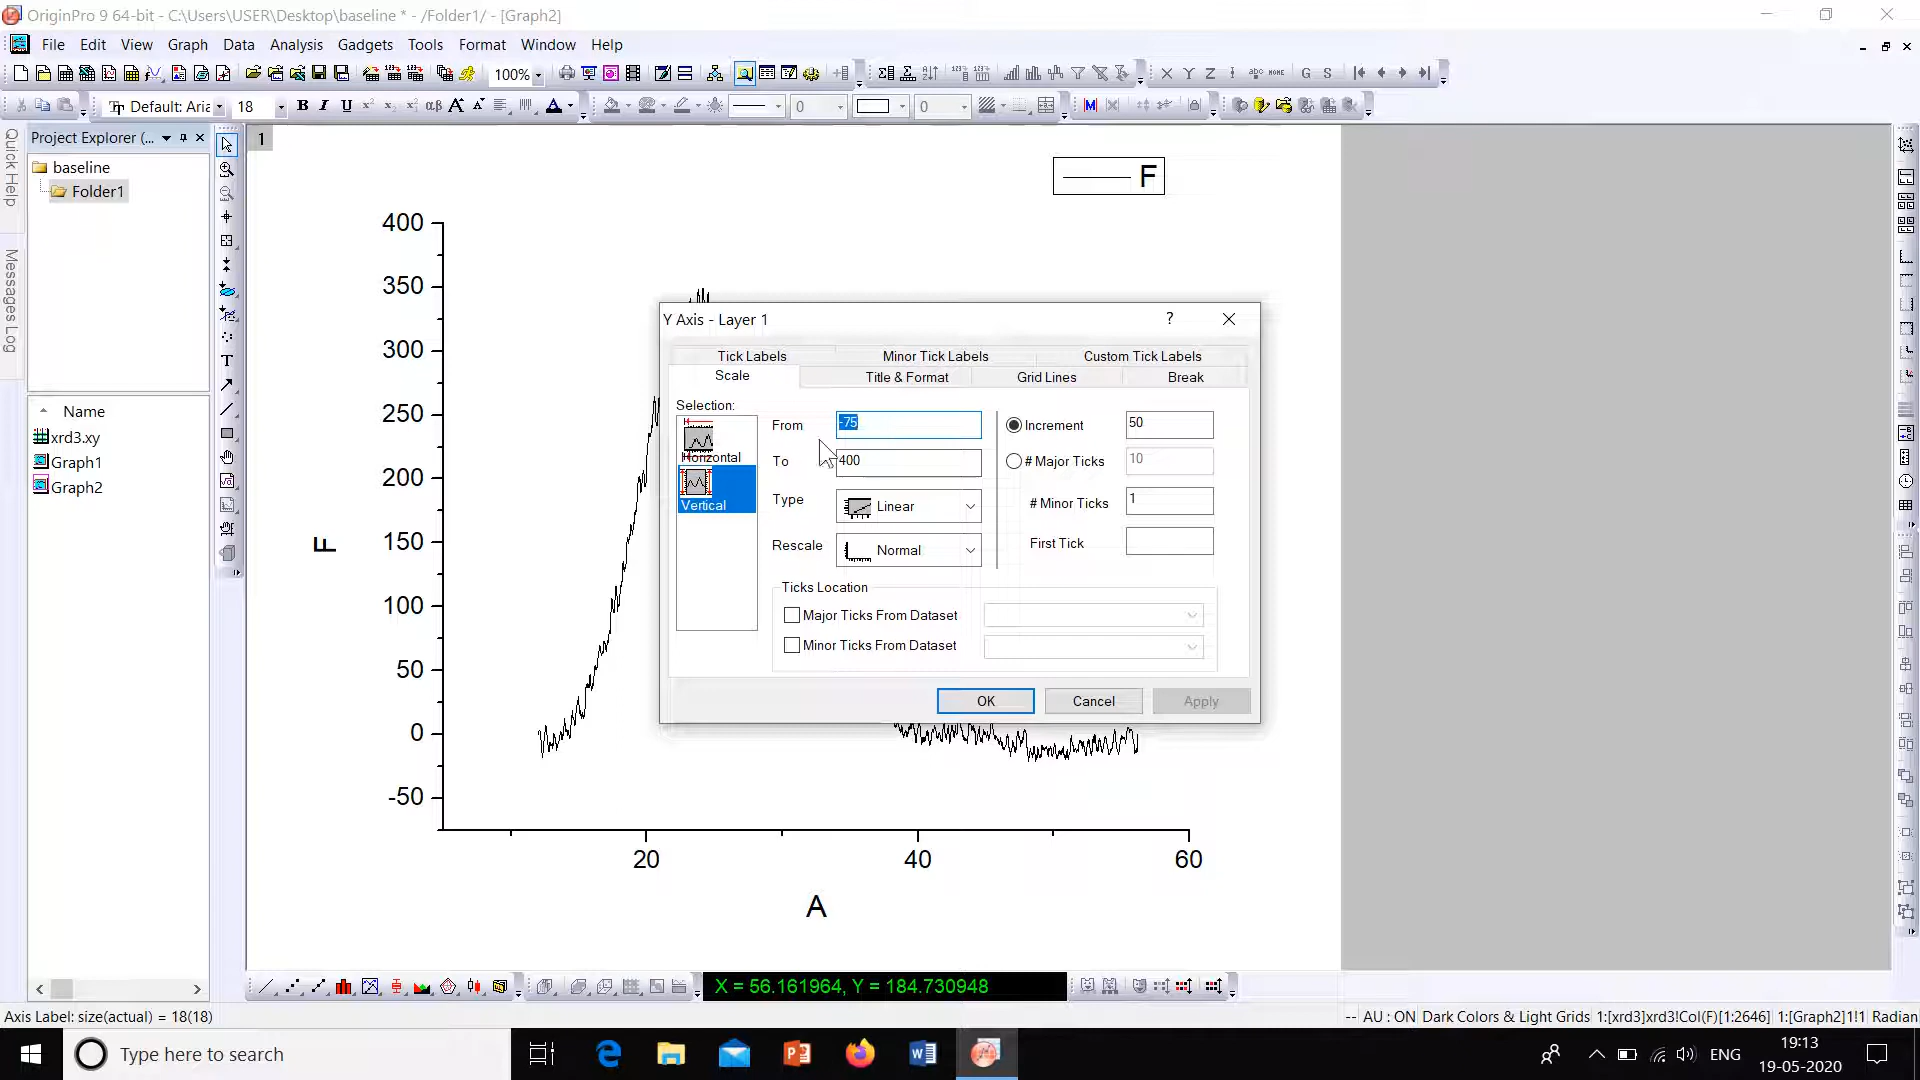 OriginPro 9 64-bit - C:\Users\USER\Desktop\baseline * - /Folder1/ - [Graph2]
File Edit View Graph Data Analysis Gadgets Tools Format Window Help
100%
Default: Aria 18 B I U 0 0
Quick Help
Messages Log
Project Explorer (...
baseline
Folder1
Name
xrd3.xy
Graph1
Graph2
1
F
400
350
300
250
200
150
100
50
0
-50
F
20 40 60
A
Y Axis - Layer 1
Tick Labels Minor Tick Labels Custom Tick Labels
Scale Title & Format Grid Lines Break
Selection:
Horizontal
Vertical
From -75
To 400
Type Linear
Rescale Normal
Increment 50
# Major Ticks 10
# Minor Ticks 1
First Tick
Ticks Location
Major Ticks From Dataset
Minor Ticks From Dataset
OK Cancel Apply
X = 56.161964, Y = 184.730948
Axis Label: size(actual) = 18(18)
-- AU : ON Dark Colors & Light Grids 1:[xrd3]xrd3!Col(F)[1:2646] 1:[Graph2]1!1 Radian
Type here to search
ENG
19:13
19-05-2020